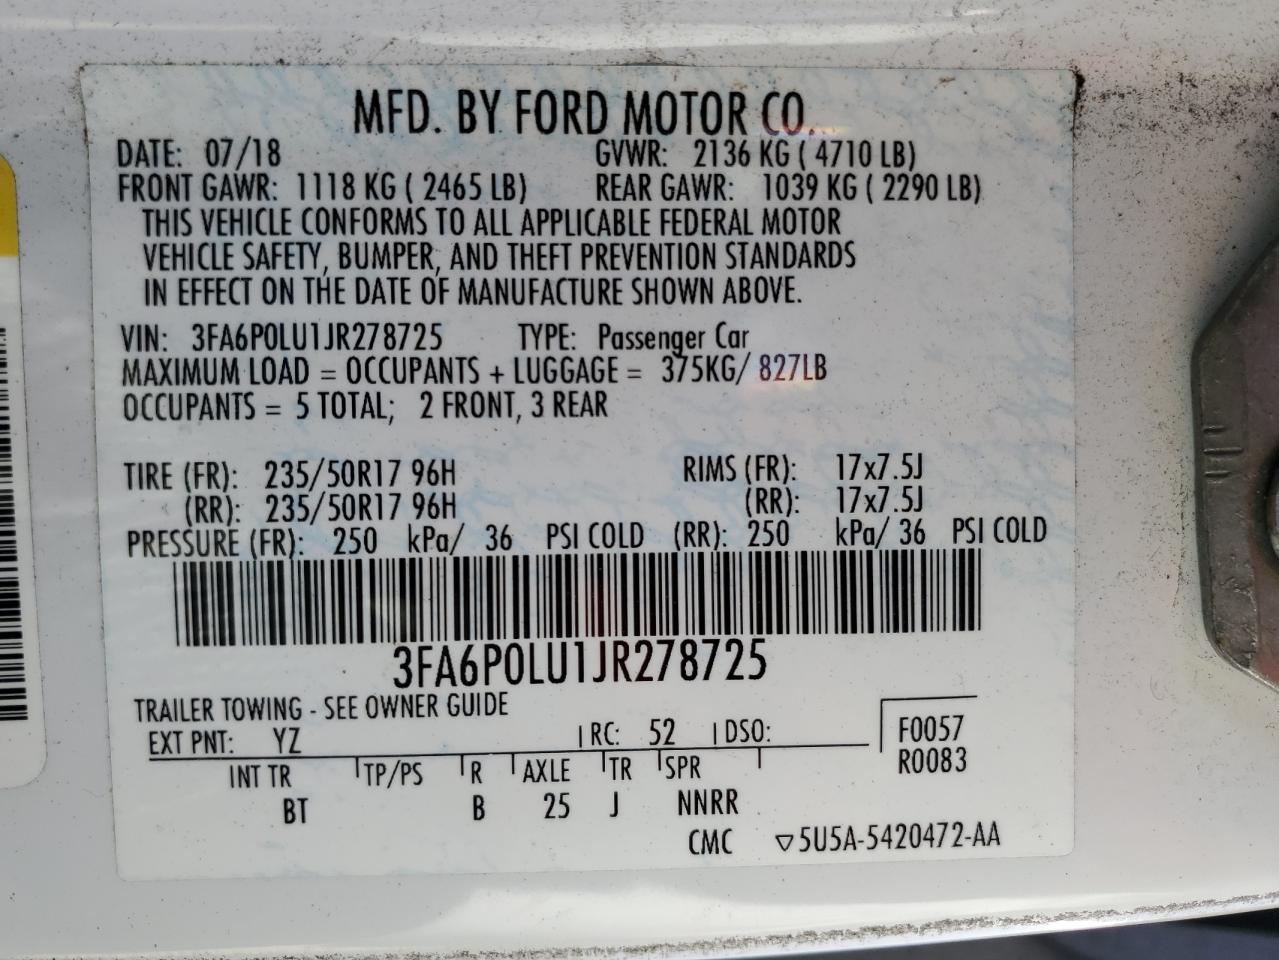 MFD. BY FORD MOTOR CO.
DATE: 07/18 GVWR: 2136 KG ( 4710 LB)
FRONT GAWR: 1118 KG ( 2465 LB) REAR GAWR: 1039 KG ( 2290 LB)
THIS VEHICLE CONFORMS TO ALL APPLICABLE FEDERAL MOTOR
VEHICLE SAFETY, BUMPER, AND THEFT PREVENTION STANDARDS
IN EFFECT ON THE DATE OF MANUFACTURE SHOWN ABOVE.
VIN: 3FA6P0LU1JR278725 TYPE: Passenger Car
MAXIMUM LOAD = OCCUPANTS + LUGGAGE = 375KG/ 827LB
OCCUPANTS = 5 TOTAL; 2 FRONT, 3 REAR
TIRE (FR): 235/50R17 96H RIMS (FR): 17x7.5J
(RR): 235/50R17 96H (RR): 17x7.5J
PRESSURE (FR): 250 kPa/ 36 PSI COLD (RR): 250 kPa/ 36 PSI COLD
3FA6P0LU1JR278725
TRAILER TOWING - SEE OWNER GUIDE
EXT PNT: YZ RC: 52 DSO: F0057
R0083
INT TR TP/PS R AXLE TR SPR
BT B 25 J NNRR
CMC ▽5U5A-5420472-AA